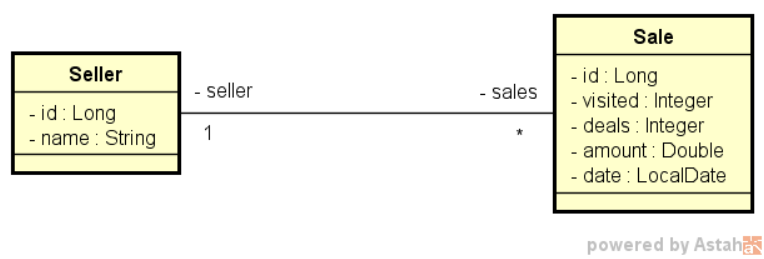 Seller
- id : Long
- name : String
- seller
1
- sales
*
Sale
- id : Long
- visited : Integer
- deals : Integer
- amount : Double
- date : LocalDate
powered by Astah